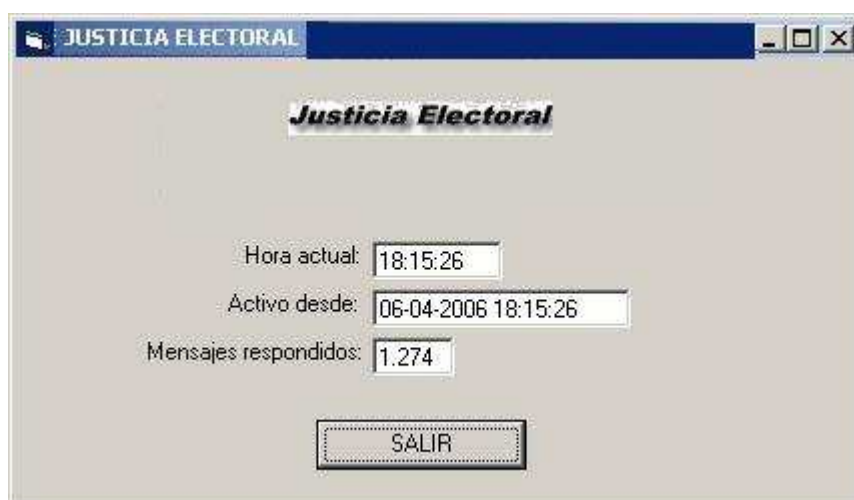 JUSTICIA ELECTORAL
Justicia Electoral
Hora actual: 18:15:26
Activo desde: 06-04-2006 18:15:26
Mensajes respondidos: 1.274
SALIR